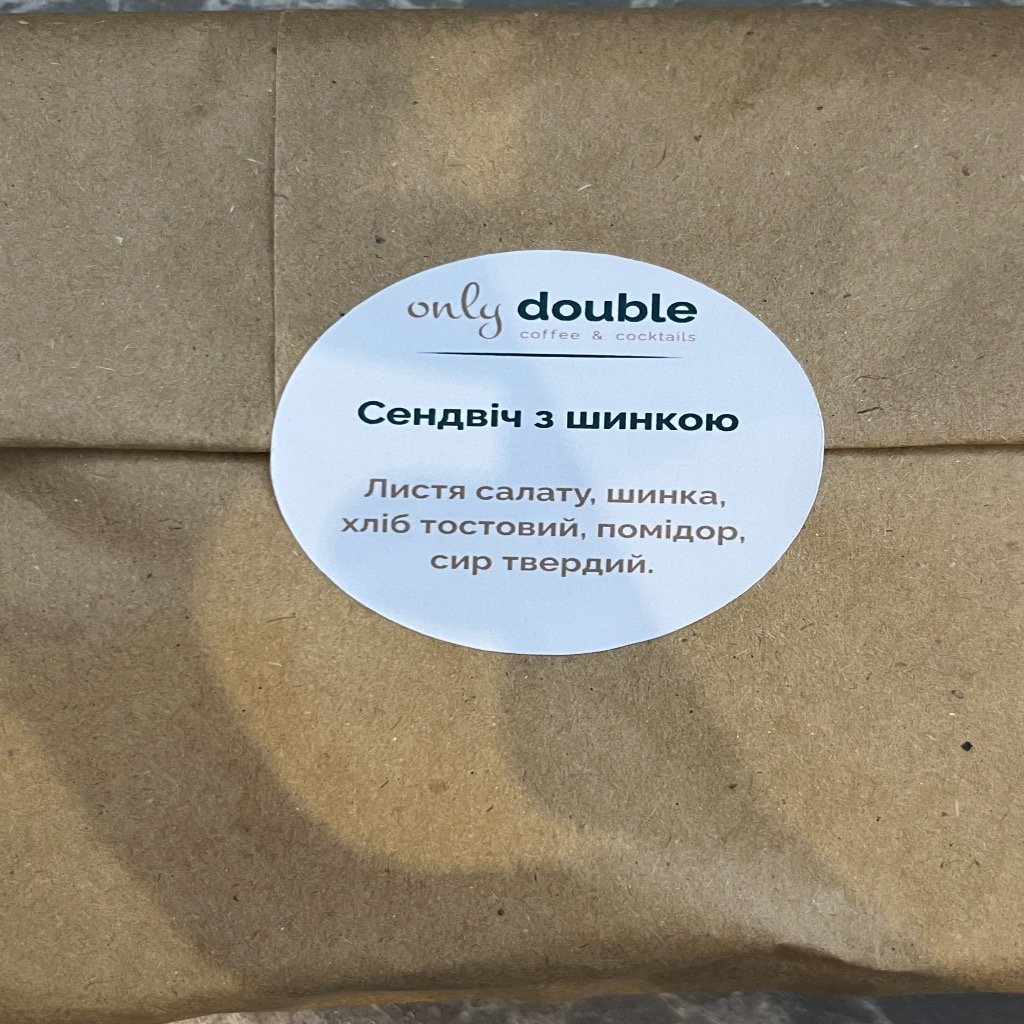 only double
coffee & cocktails
Сендвіч з шинкою
Листя салату, шинка,
хліб тостовий, помідор,
сир твердий.